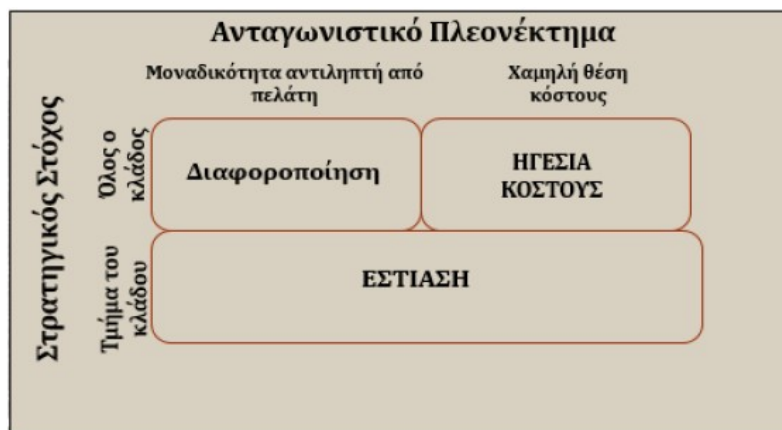 Ανταγωνιστικό Πλεονέκτημα
Μοναδικότητα αντιληπτή από
πελάτη
Χαμηλή θέση
κόστους
Στρατηγικός Στόχος
Όλος ο
κλάδος
Διαφοροποίηση
ΗΓΕΣΙΑ
ΚΟΣΤΟΥΣ
Τμήμα του
κλάδου
ΕΣΤΙΑΣΗ